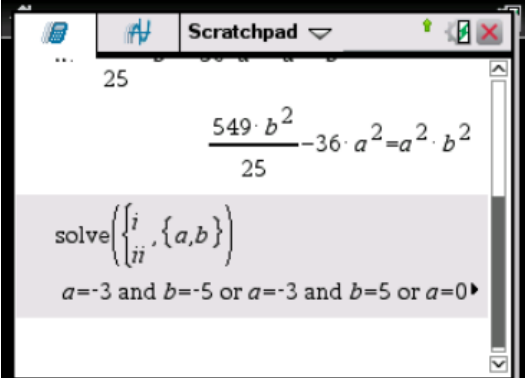 Scratchpad
25
549·b²/25 -36·a²=a²·b²
solve({i, ii ,{a,b})
a=-3 and b=-5 or a=-3 and b=5 or a=0▸